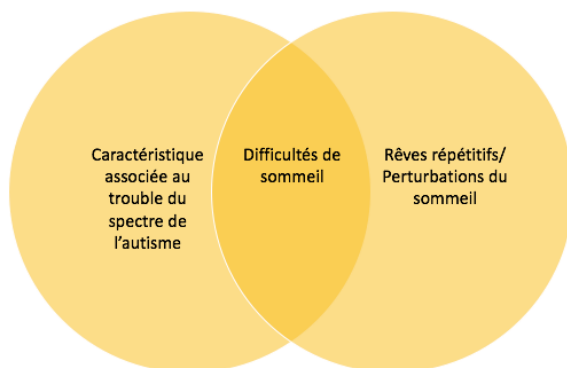 Caractéristique
associée au
trouble du
spectre de
l'autisme
Difficultés de
sommeil
Rêves répétitifs/
Perturbations du
sommeil